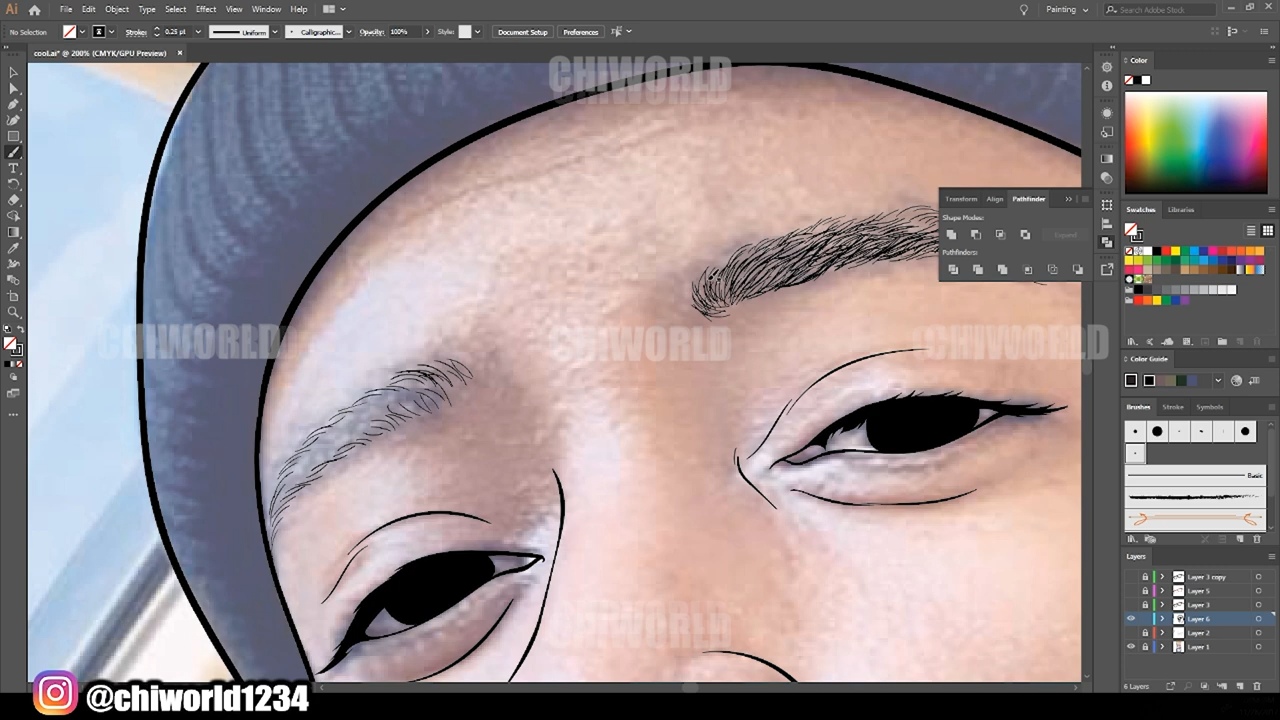 Ai File Edit Object Type Select Effect View Window Help Painting Search Adobe Stock
No Selection Stroke: 0.25 pt Uniform Calligraphic... Opacity: 100% Style: Document Setup Preferences
cool.ai* @ 200% (CMYK/GPU Preview) ×
Color
CHIWORLD
Transform Align Pathfinder
Shape Modes:
Expand
Pathfinders:
Swatches Libraries
CHIWORLD CHIWORLD CHIWORLD
Color Guide
Brushes Stroke Symbols
Basic
Layers
Layer 3 copy
Layer 5
Layer 3
Layer 6
Layer 2
Layer 1
CHIWORLD
6 Layers
@chiworld1234